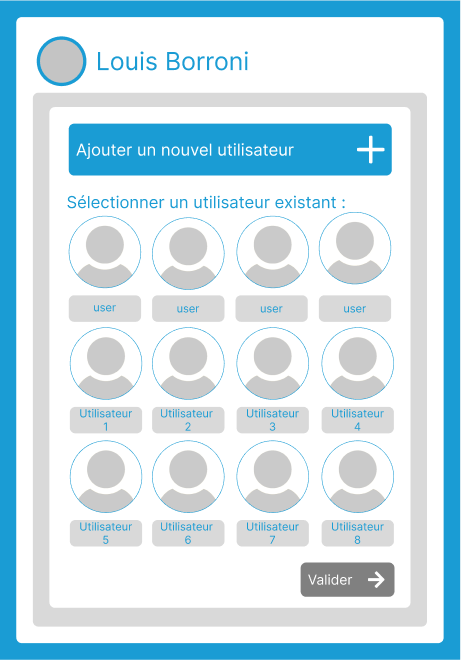 Louis Borroni
Ajouter un nouvel utilisateur
Sélectionner un utilisateur existant :
user user user user
Utilisateur Utilisateur Utilisateur Utilisateur
1 2 3 4
Utilisateur Utilisateur Utilisateur Utilisateur
5 6 7 8
Valider